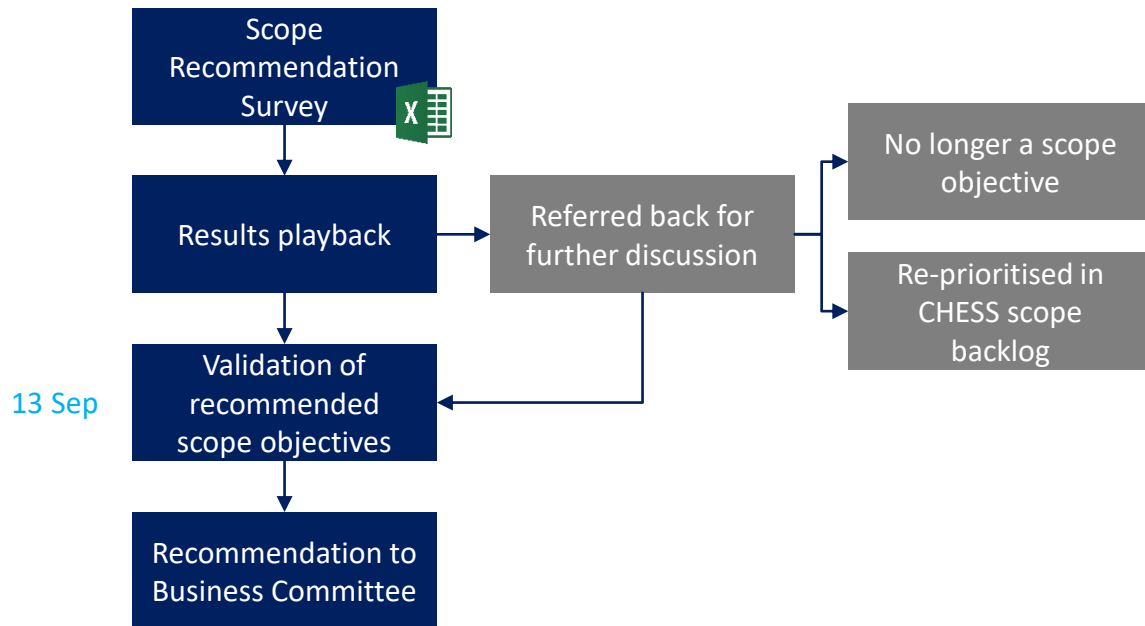 Scope
Recommendation
Survey
X
No longer a scope
objective
Results playback
Referred back for
further discussion
Re-prioritised in
CHESS scope
backlog
13 Sep
Validation of
recommended
scope objectives
Recommendation to
Business Committee